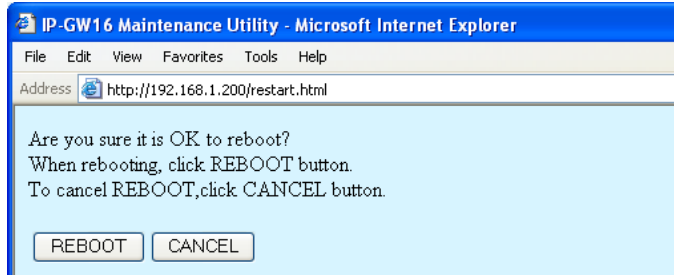 IP-GW16 Maintenance Utility - Microsoft Internet Explorer
File Edit View Favorites Tools Help
Address http://192.168.1.200/restart.html
Are you sure it is OK to reboot?
When rebooting, click REBOOT button.
To cancel REBOOT,click CANCEL button.
REBOOT CANCEL